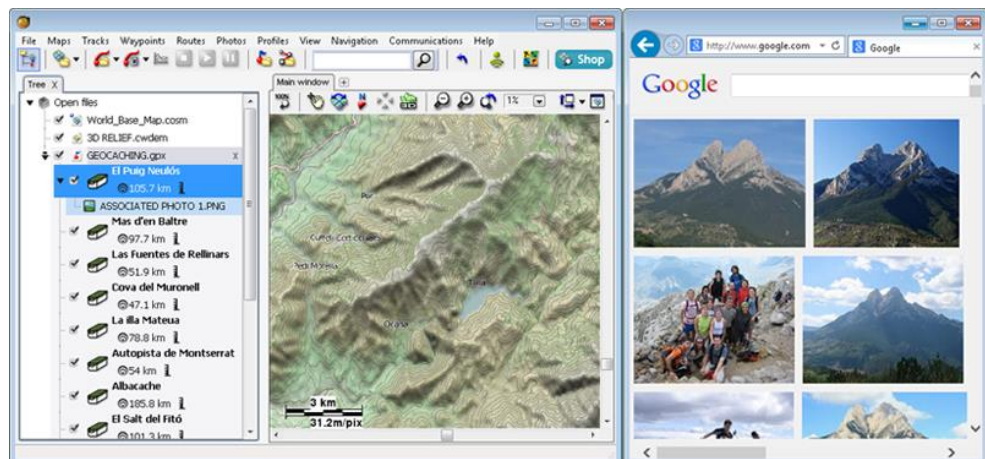 File Maps Tracks Waypoints Routes Photos Profiles View Navigation Communications Help
Shop
Tree X
Open files
World_Base_Map.cosm
3D RELIEF.cwdem
GEOCACHING.gpx x
El Puig Neulós
105.7 km
ASSOCIATED PHOTO 1.PNG
Mas d'en Baltre
97.7 km
Las Fuentes de Rellinars
51.9 km
Cova del Muronell
47.1 km
La illa Mateua
78.8 km
Autopista de Montserrat
54 km
Albacache
185.8 km
El Salt del Fitó
101.3 km
Main window
100%
1%
3 km
31.2m/pix
http://www.google.com
Google
Google